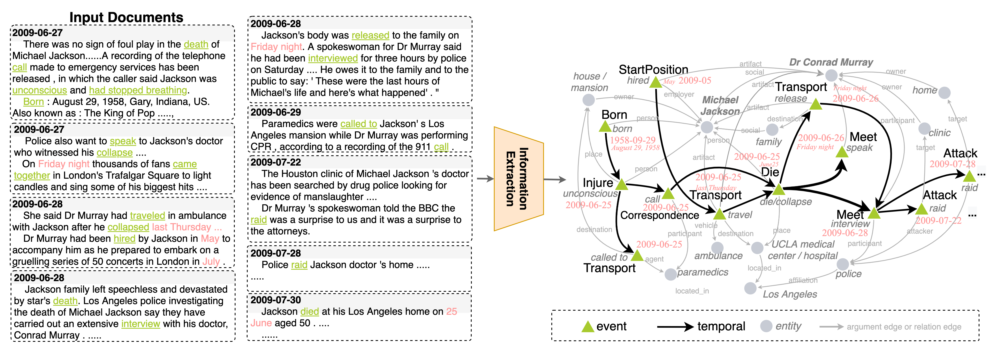 Input Documents
2009-06-27
There was no sign of foul play in the death of
Michael Jackson......A recording of the telephone
call made to emergency services has been
released , in which the caller said Jackson was
unconscious and had stopped breathing.
Born : August 29, 1958, Gary, Indiana, US.
Also known as : The King of Pop .....,
2009-06-27
Police also want to speak to Jackson's doctor
who witnessed his collapse ....
On Friday night thousands of fans came
together in London's Trafalgar Square to light
candles and sing some of his biggest hits ....
2009-06-28
She said Dr Murray had traveled in ambulance
with Jackson after he collapsed last Thursday ...
Dr Murray had been hired by Jackson in May to
accompany him as he prepared to embark on a
gruelling series of 50 concerts in London in July .
2009-06-28
Jackson family left speechless and devastated
by star's death. Los Angeles police investigating
the death of Michael Jackson say they have
carried out an extensive interview with his doctor,
Conrad Murray . .....
2009-06-28
Jackson's body was released to the family on
Friday night. A spokeswoman for Dr Murray said
he had been interviewed for three hours by police
on Saturday .... He owes it to the family and to the
public to say: ' These were the last hours of
Michael's life and here's what happened' . "
2009-06-29
Paramedics were called to Jackson' s Los
Angeles mansion while Dr Murray was performing
CPR , according to a recording of the 911 call .
2009-07-22
The Houston clinic of Michael Jackson 's doctor
has been searched by drug police looking for
evidence of manslaughter ....
Dr Murray 's spokeswoman told the BBC the
raid was a surprise to us and it was a surprise to
the attorneys.
2009-07-28
Police raid Jackson doctor 's home .....
.....
2009-07-30
Jackson died at his Los Angeles home on 25
June aged 50 . ....
......
Information
Extraction
house /
mansion
StartPosition
hired
May 2009-05
artifact
social
Dr Conrad Murray
owner
artifact
Transport
release
Friday night
2009-06-26
owner
home
owner
employer
Michael
Jackson
artifact
destination
participant
target
Born
born
person
1958-09-29
August 29, 1958
social
family
person
2009-06-26
Friday night
Meet
speak
clinic
target
place
artifact
2009-06-25
June25
Die
die/collapse
Attack
2009-07-28
...
raid
person
Injure
unconscious
2009-06-25
call
2009-06-25
Correspondence
2009-06-25
last Thursday
Transport
travel
Attack
raid
2009-07-22
...
Meet
interview
2009-06-28
attacker
destination
participant
vehicle
destination
place
participant
2009-06-25
called to
Transport
agent
paramedics
ambulance
UCLA medical
center / hospital
located_in
police
affiliation
located_in
Los Angeles
event
temporal
entity
argument edge or relation edge